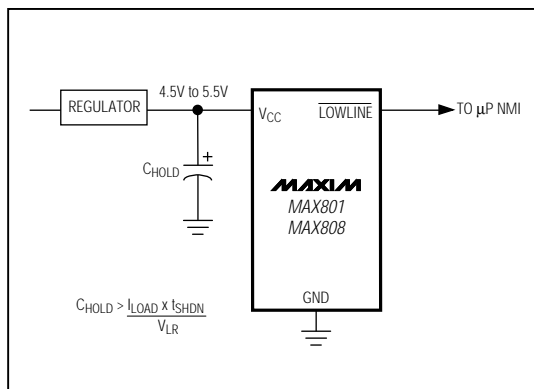 4.5V to 5.5V
REGULATOR
VCC
LOWLINE
TO µP NMI
+
CHOLD
MAXIM
MAX801
MAX808
GND
CHOLD > ILOAD x tSHDN
VLR